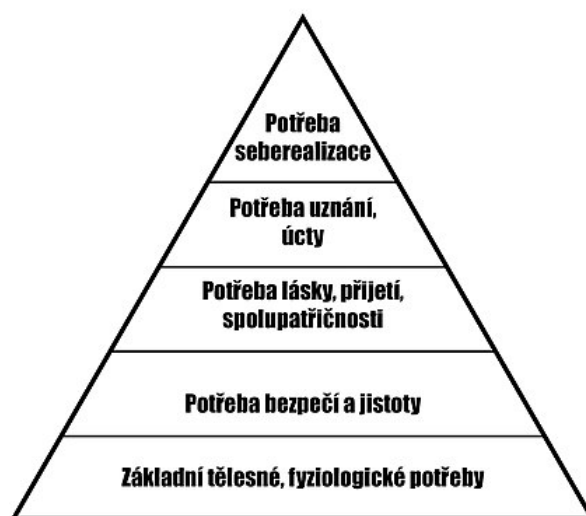 Potřeba
seberealizace
Potřeba uznání,
úcty
Potřeba lásky, přijetí,
spolupatřičnosti
Potřeba bezpečí a jistoty
Základní tělesné, fyziologické potřeby